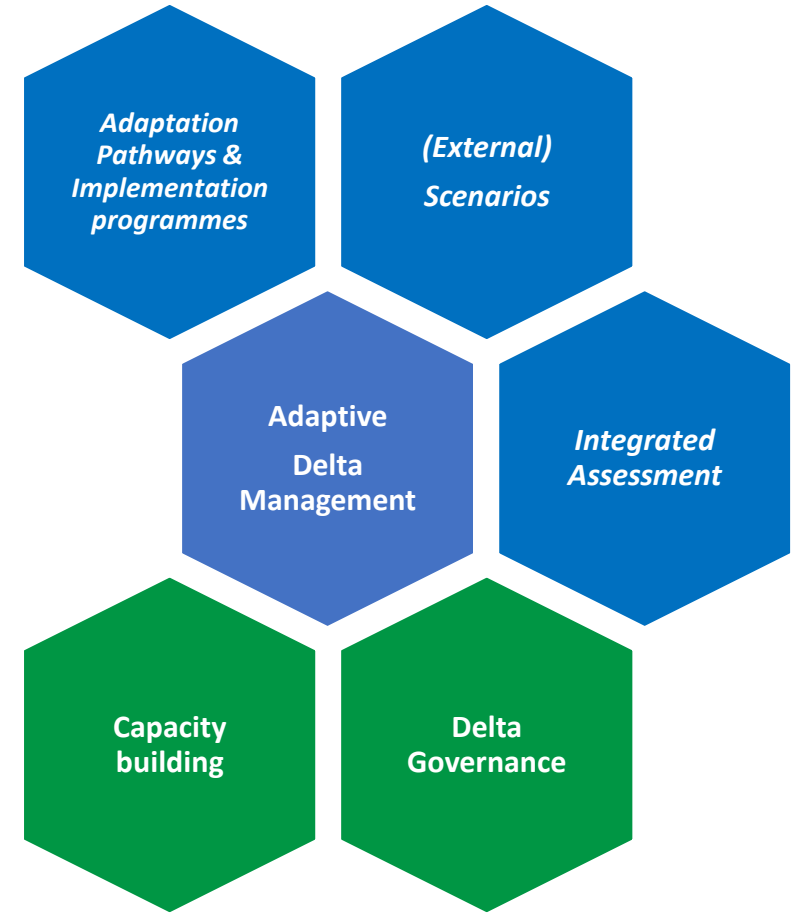 Adaptation
Pathways &
Implementation
programmes
(External)
Scenarios
Adaptive
Delta
Management
Integrated
Assessment
Capacity
building
Delta
Governance